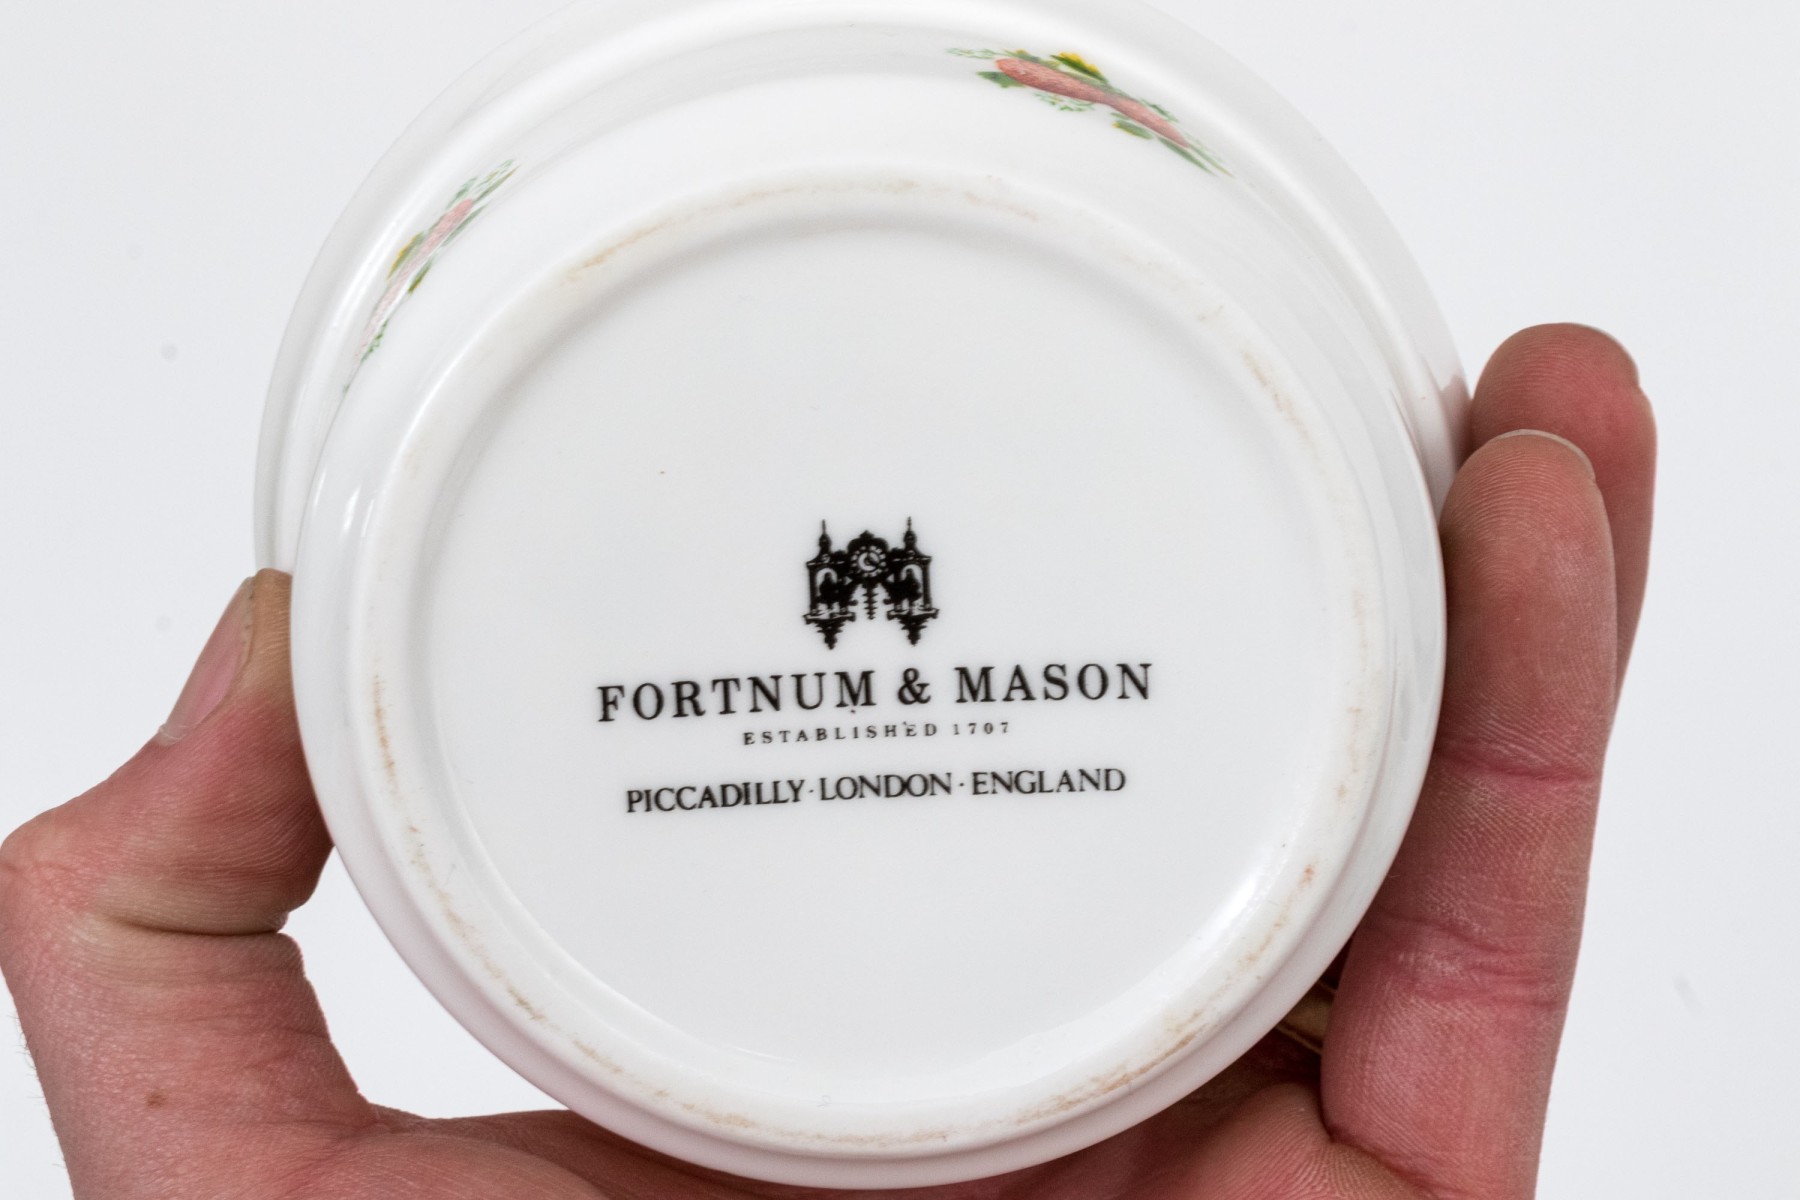 FORTNUM & MASON
ESTABLISHED 1707
PICCADILLY · LONDON · ENGLAND